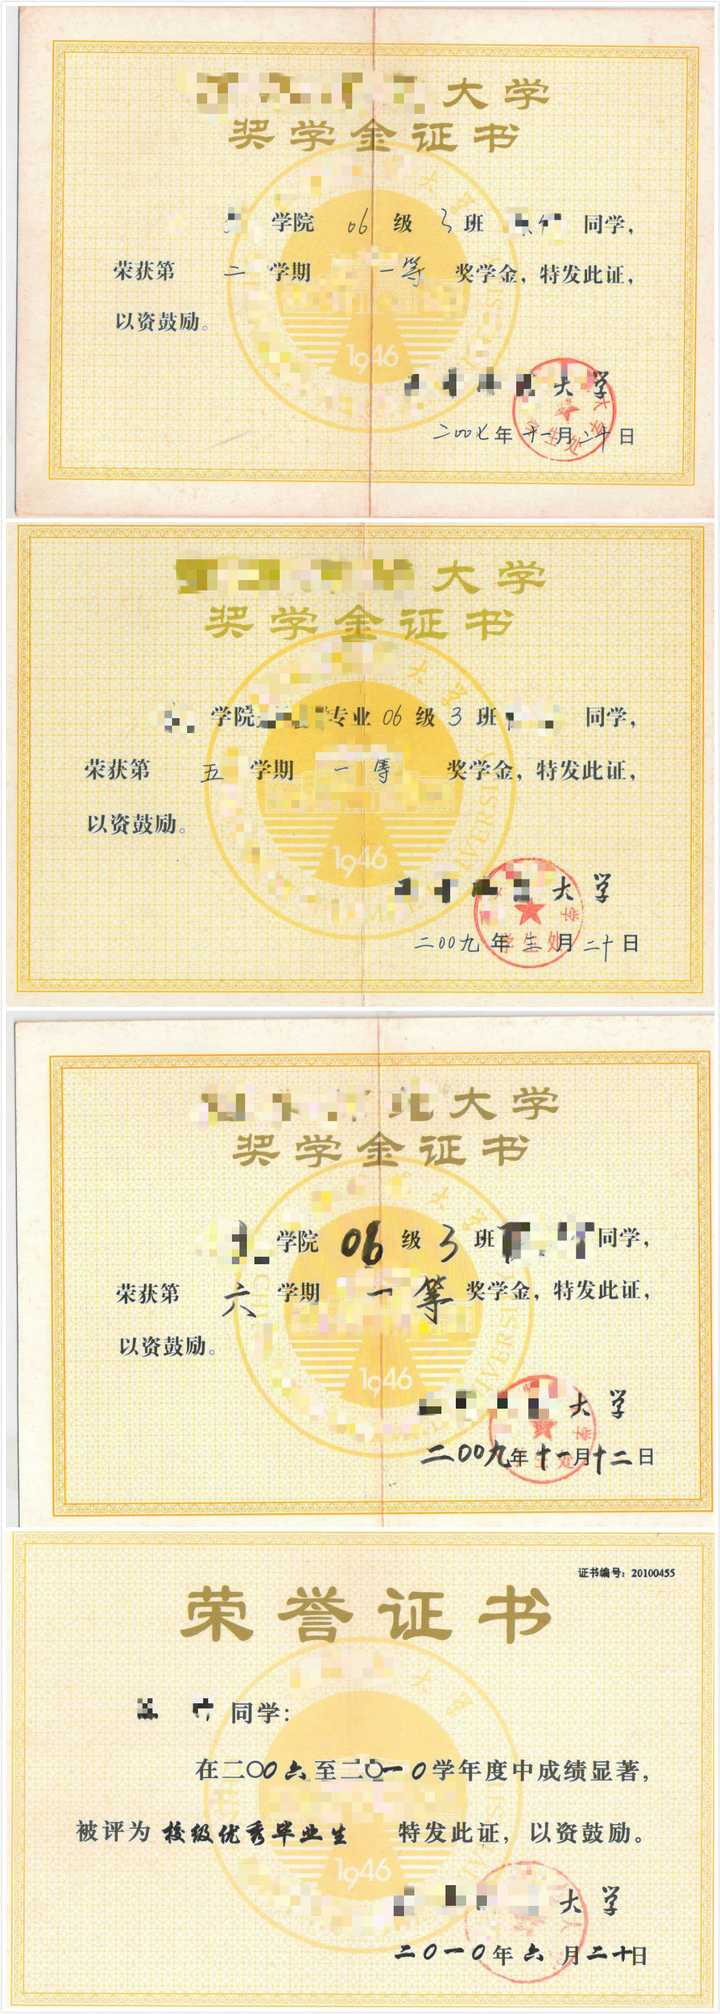 大学
奖学金证书
学院 06 级 3 班 同学，
荣获第 二 学期 一等 奖学金，特发此证，
以资鼓励。
1946
大学
学生处
二00七年十一月二十日
大学
奖学金证书
学院 专业 06 级 3 班 同学，
荣获第 五 学期 一等 奖学金，特发此证，
以资鼓励。
1946
大学
学生处
二00九年 月二十日
大学
奖学金证书
学院 06 级 3 班 同学，
荣获第 六 学期 一等 奖学金，特发此证，
以资鼓励。
1946
大学
二00九年十一月十二日
证书编号：20100455
荣誉证书
同学：
在二〇0六至二〇一0学年度中成绩显著，
被评为 校级优秀毕业生 特发此证，以资鼓励。
1946
大学
二0一0年六月二十日